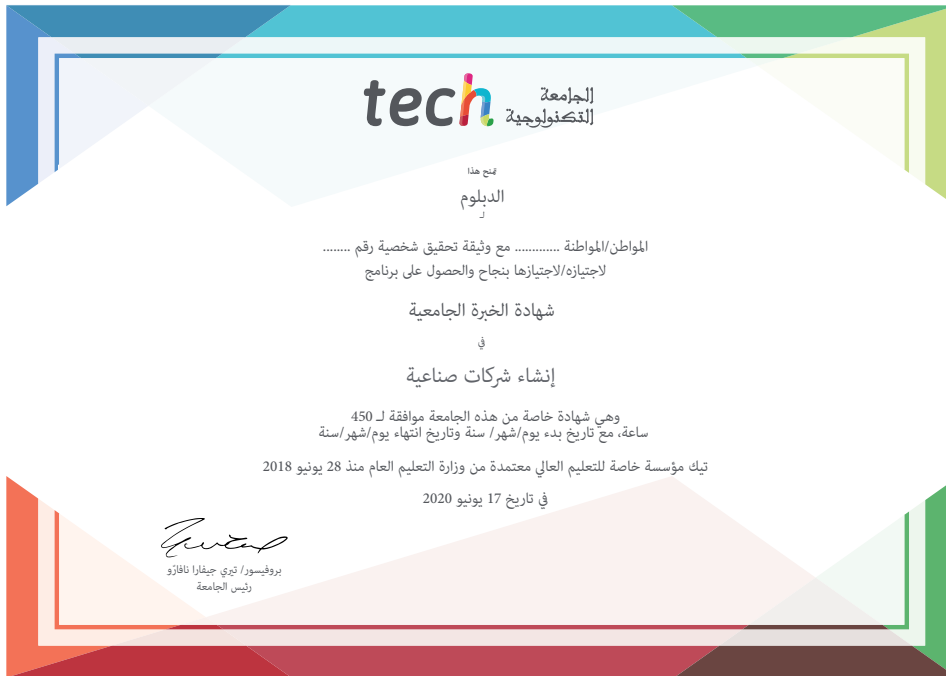 tech الجامعة
التكنولوجية
يمنح هذا
الدبلوم
لـ
المواطن/المواطنة ............. مع وثيقة تحقيق شخصية رقم ........
لاجتيازه/لاجتيازها بنجاح والحصول على برنامج
شهادة الخبرة الجامعية
في
إنشاء شركات صناعية
وهي شهادة خاصة من هذه الجامعة موافقة لـ 450
ساعة، مع تاريخ بدء يوم/شهر/ سنة وتاريخ انتهاء يوم/شهر/سنة
تيك مؤسسة خاصة للتعليم العالي معتمدة من وزارة التعليم العام منذ 28 يونيو 2018
في تاريخ 17 يونيو 2020
بروفيسور/ تيري جيفارا نافارّو
رئيس الجامعة